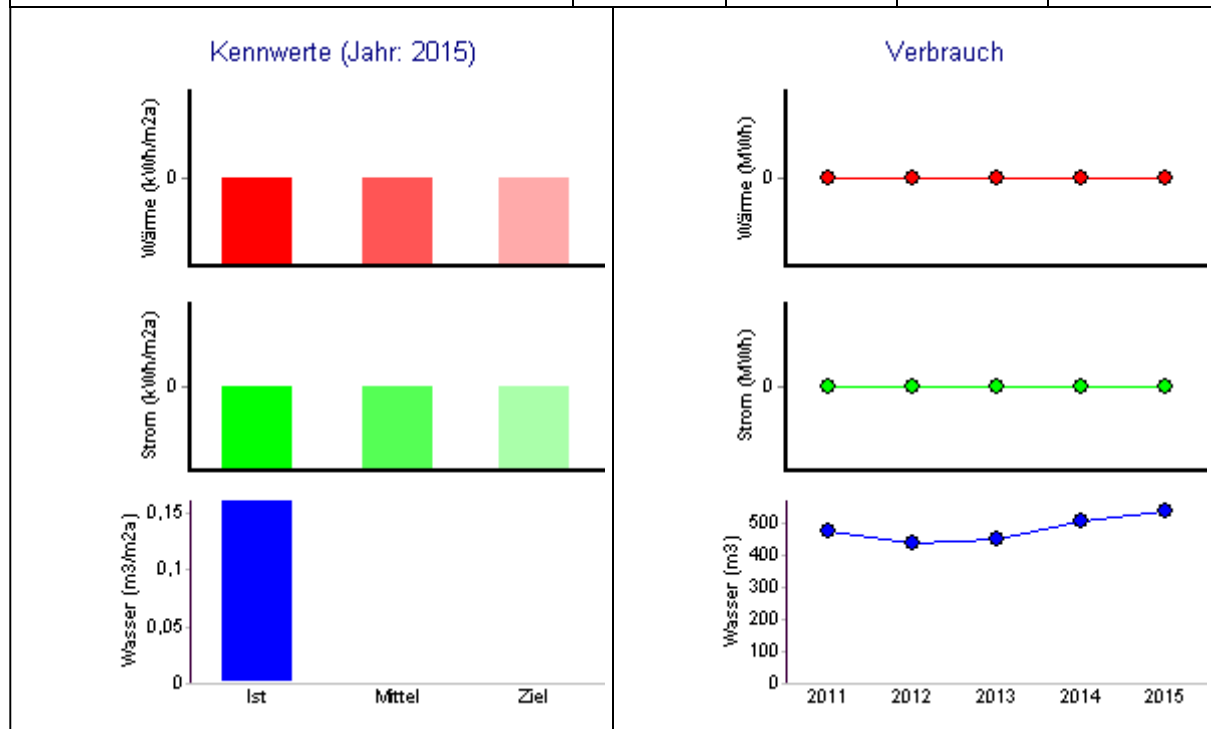 Kennwerte (Jahr: 2015)
Wärme (kWh/m2a)
0
Strom (kWh/m2a)
0
Wasser (m3/m2a)
0,15
0,1
0,05
0
Ist Mittel Ziel
Verbrauch
Wärme (MWh)
0
Strom (MWh)
0
Wasser (m3)
500
400
300
200
100
0
2011 2012 2013 2014 2015